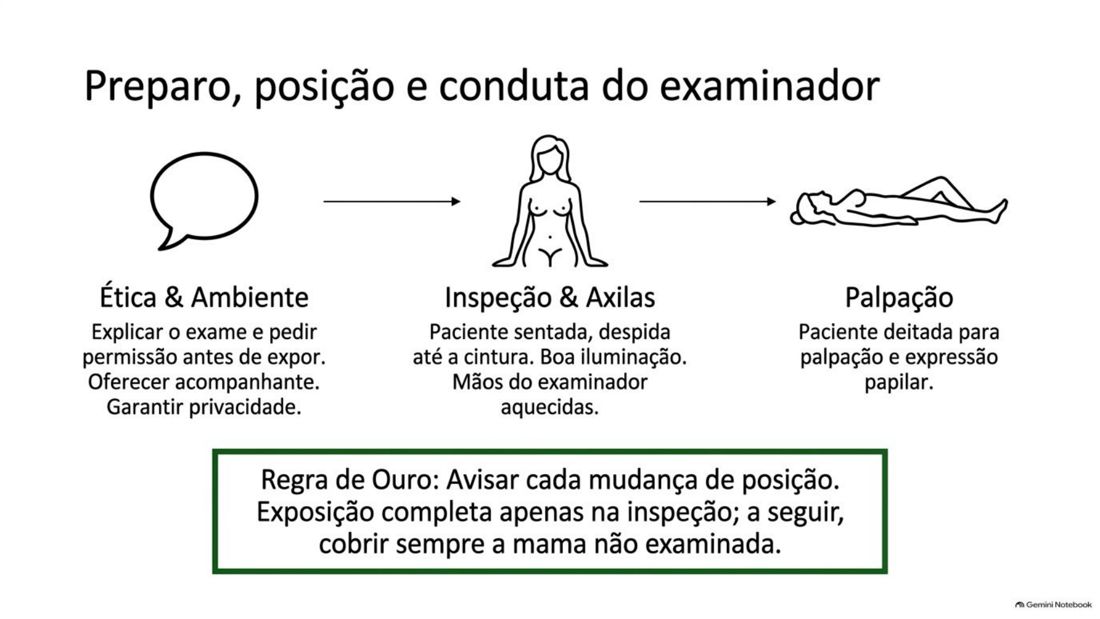 Preparo, posição e conduta do examinador
Ética & Ambiente
Explicar o exame e pedir
permissão antes de expor.
Oferecer acompanhante.
Garantir privacidade.
Inspeção & Axilas
Paciente sentada, despida
até a cintura. Boa iluminação.
Mãos do examinador
aquecidas.
Palpação
Paciente deitada para
palpação e expressão
papilar.
Regra de Ouro: Avisar cada mudança de posição.
Exposição completa apenas na inspeção; a seguir,
cobrir sempre a mama não examinada.
Gemini Notebook